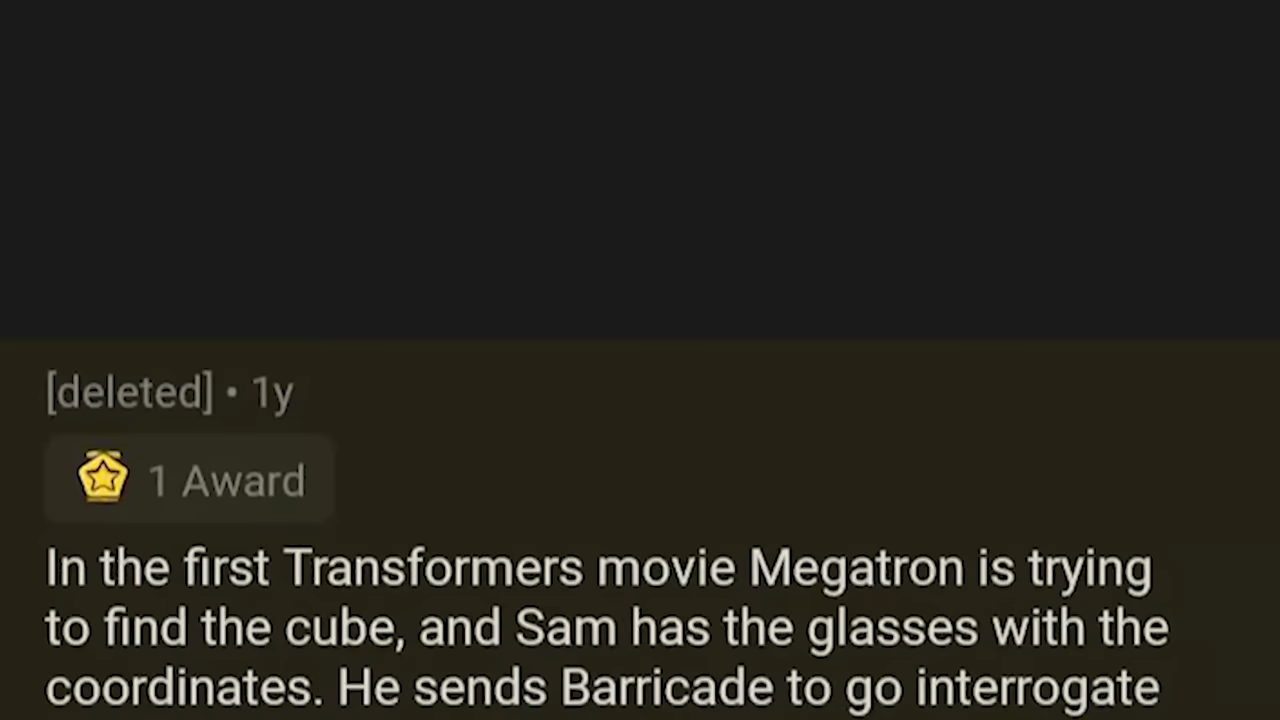 [deleted] • 1y
1 Award
In the first Transformers movie Megatron is trying
to find the cube, and Sam has the glasses with the
coordinates. He sends Barricade to go interrogate